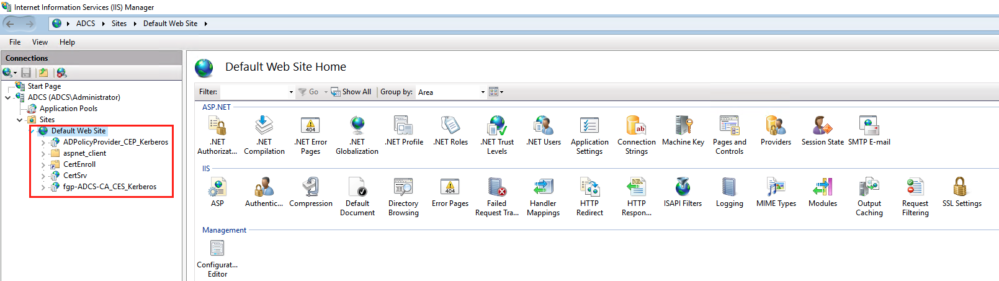 Internet Information Services (IIS) Manager
ADCS Sites Default Web Site
File View Help
Connections
Start Page
ADCS (ADCS\Administrator)
Application Pools
Sites
Default Web Site
ADPolicyProvider_CEP_Kerberos
aspnet_client
CertEnroll
CertSrv
fgp-ADCS-CA_CES_Kerberos
Default Web Site Home
Filter: Go Show All Group by: Area
ASP.NET
.NET Authorizat...
.NET Compilation
.NET Error Pages
.NET Globalization
.NET Profile
.NET Roles
.NET Trust Levels
.NET Users
Application Settings
Connection Strings
Machine Key
Pages and Controls
Providers
Session State
SMTP E-mail
404
ab
IIS
ASP
Authentic...
Compression
Default Document
Directory Browsing
Error Pages
Failed Request Tra...
Handler Mappings
HTTP Redirect
HTTP Respon...
ISAPI Filters
Logging
MIME Types
Modules
Output Caching
Request Filtering
SSL Settings
404
Management
Configurat... Editor